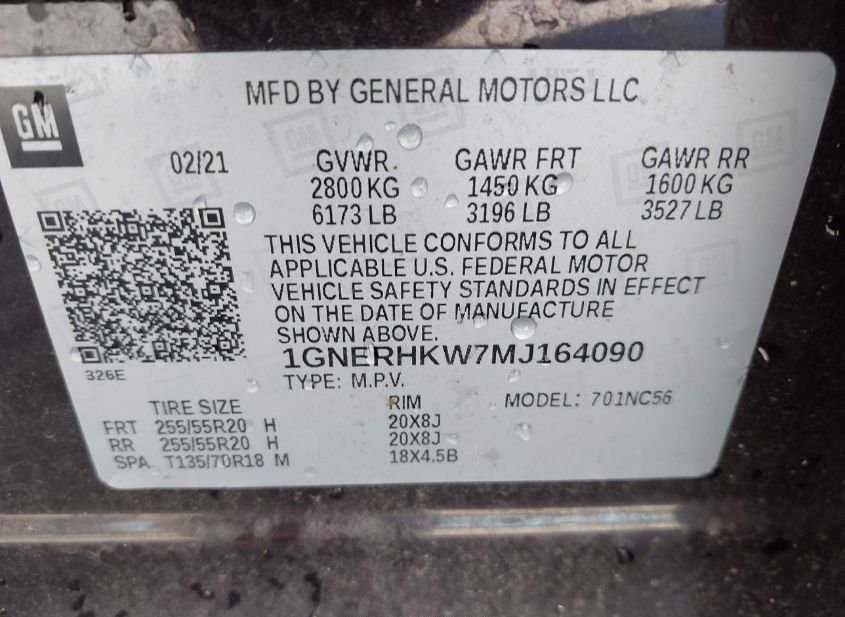 MFD BY GENERAL MOTORS LLC
GM
02/21 GVWR GAWR FRT GAWR RR
2800 KG 1450 KG 1600 KG
6173 LB 3196 LB 3527 LB
THIS VEHICLE CONFORMS TO ALL
APPLICABLE U.S. FEDERAL MOTOR
VEHICLE SAFETY STANDARDS IN EFFECT
ON THE DATE OF MANUFACTURE
SHOWN ABOVE.
1GNERHKW7MJ164090
326E
TYPE: M.P.V. MODEL: 701NC56
TIRE SIZE RIM
FRT 255/55R20 H 20X8J
RR 255/55R20 H 20X8J
SPA T135/70R18 M 18X4.5B